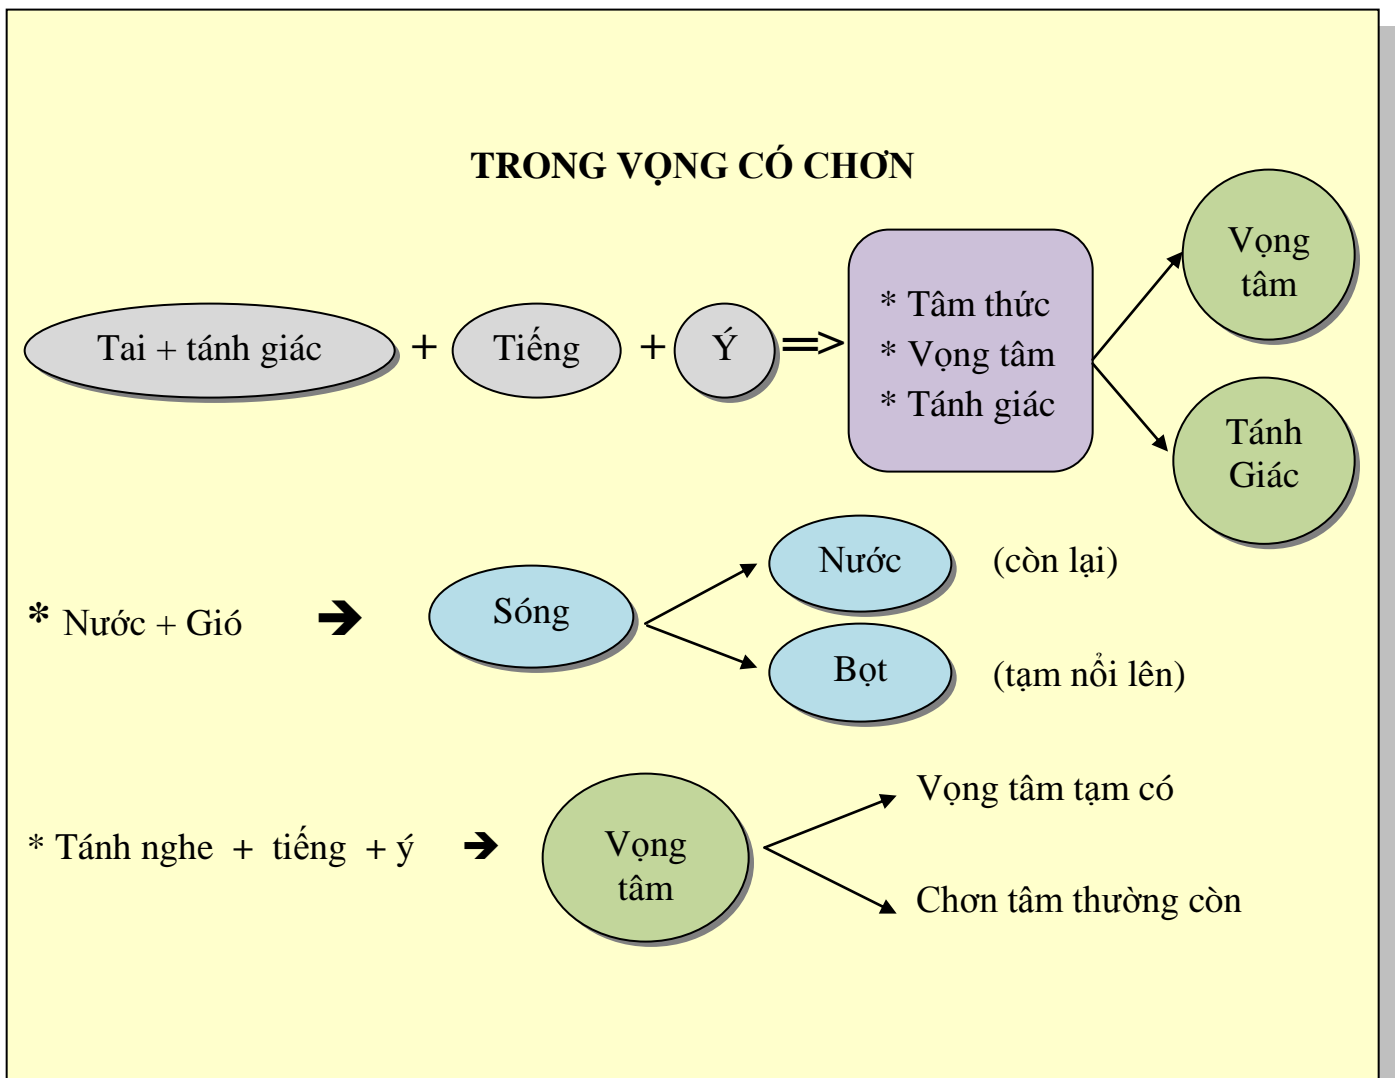 TRONG VỌNG CÓ CHƠN
Tai + tánh giác + Tiếng + Ý =>
* Tâm thức
* Vọng tâm
* Tánh giác
Vọng
tâm
Tánh
Giác
* Nước + Gió ➔ Sóng
Nước (còn lại)
Bọt (tạm nổi lên)
* Tánh nghe + tiếng + ý ➔
Vọng
tâm
Vọng tâm tạm có
Chơn tâm thường còn